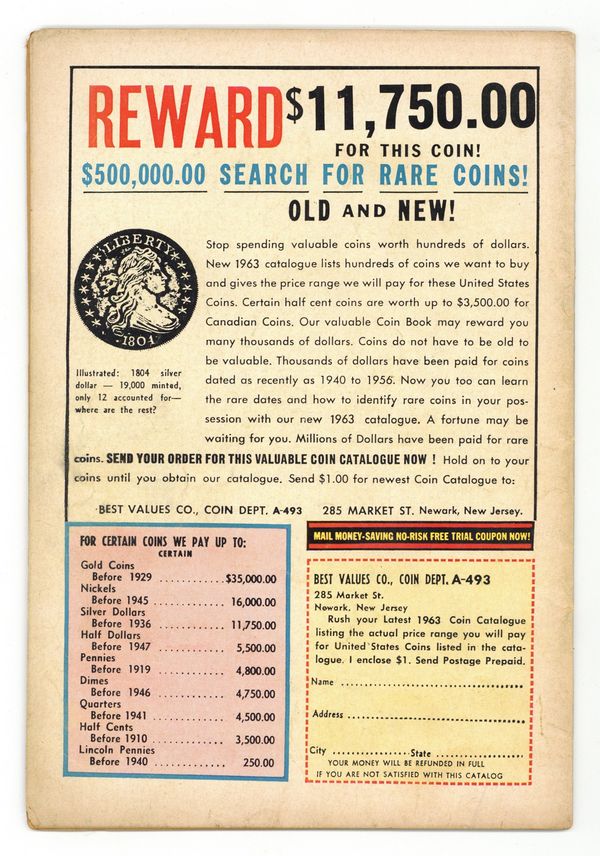 REWARD $11,750.00
FOR THIS COIN!
$500,000.00 SEARCH FOR RARE COINS!
OLD AND NEW!
LIBERTY
1804
Illustrated: 1804 silver
dollar — 19,000 minted,
only 12 accounted for—
where are the rest?
Stop spending valuable coins worth hundreds of dollars.
New 1963 catalogue lists hundreds of coins we want to buy
and gives the price range we will pay for these United States
Coins. Certain half cent coins are worth up to $3,500.00 for
Canadian Coins. Our valuable Coin Book may reward you
many thousands of dollars. Coins do not have to be old to
be valuable. Thousands of dollars have been paid for coins
dated as recently as 1940 to 1956. Now you too can learn
the rare dates and how to identify rare coins in your pos-
session with our new 1963 catalogue. A fortune may be
waiting for you. Millions of Dollars have been paid for rare
coins. SEND YOUR ORDER FOR THIS VALUABLE COIN CATALOGUE NOW ! Hold on to your
coins until you obtain our catalogue. Send $1.00 for newest Coin Catalogue to:
BEST VALUES CO., COIN DEPT. A-493 285 MARKET ST. Newark, New Jersey.
FOR CERTAIN COINS WE PAY UP TO:
CERTAIN
Gold Coins
Before 1929 ............$35,000.00
Nickels
Before 1945 ............ 16,000.00
Silver Dollars
Before 1936 ............ 11,750.00
Half Dollars
Before 1947 ............ 5,500.00
Pennies
Before 1919 ............ 4,800.00
Dimes
Before 1946 ............ 4,750.00
Quarters
Before 1941 ............ 4,500.00
Half Cents
Before 1910 ............ 3,500.00
Lincoln Pennies
Before 1940 ............ 250.00
MAIL MONEY-SAVING NO-RISK FREE TRIAL COUPON NOW!
BEST VALUES CO., COIN DEPT. A-493
285 Market St.
Newark, New Jersey
Rush your Latest 1963 Coin Catalogue
listing the actual price range you will pay
for United States Coins listed in the cata-
logue. I enclose $1. Send Postage Prepaid.
Name ........................................
Address ........................................
City .................. State ....................
YOUR MONEY WILL BE REFUNDED IN FULL
IF YOU ARE NOT SATISFIED WITH THIS CATALOG